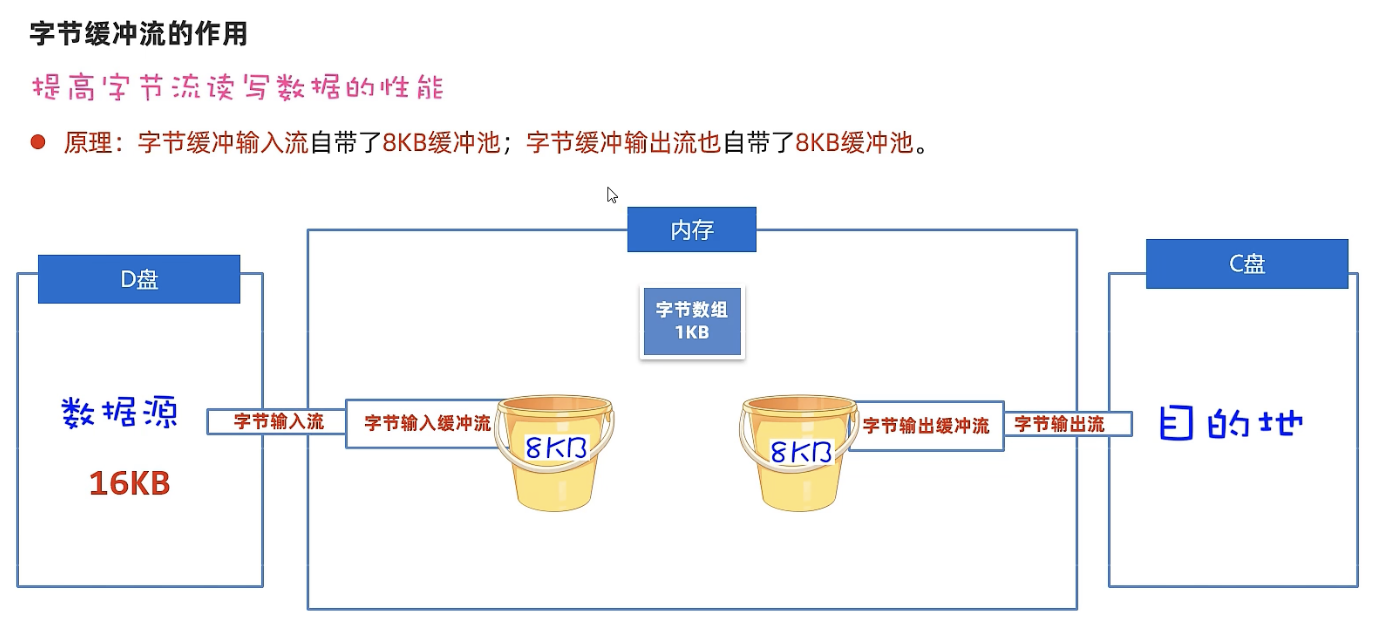 字节缓冲流的作用
提高字节流读写数据的性能
原理：字节缓冲输入流自带了8KB缓冲池；字节缓冲输出流也自带了8KB缓冲池。
内存
D盘
C盘
字节数组
1KB
数据源
字节输入流
字节输入缓冲流
8KB
8KB
字节输出缓冲流
字节输出流
目的地
16KB